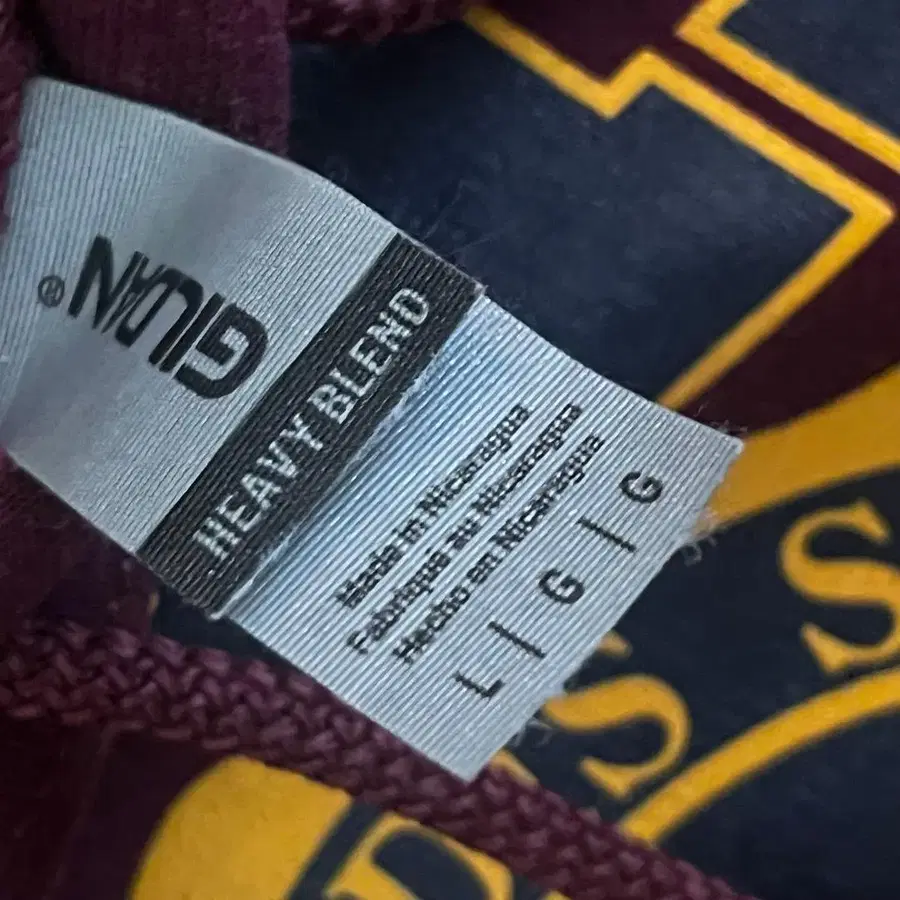 GILDAN®
HEAVY BLEND
Made in Nicaragua
Fabriqué au Nicaragua
Hecho en Nicaragua
L | G | G
S S